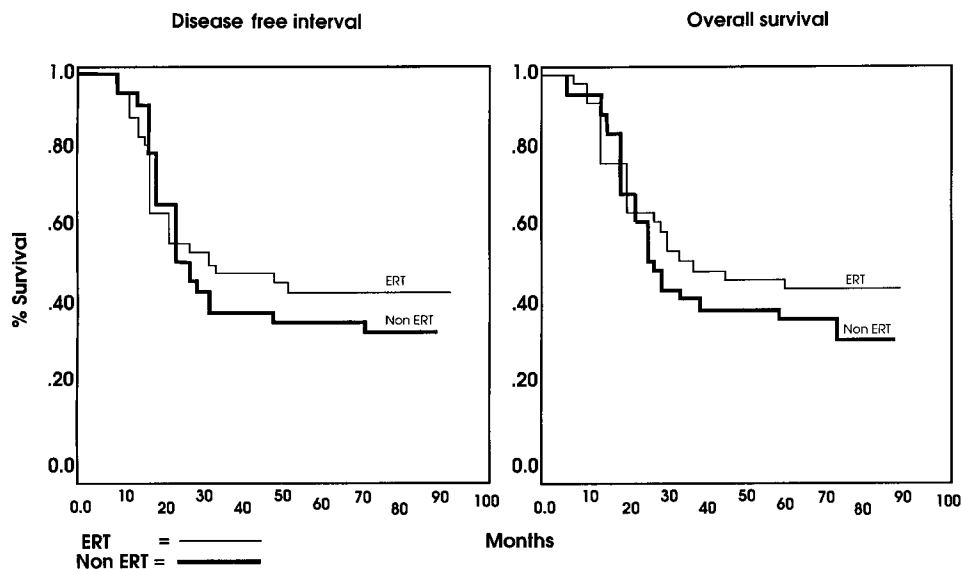 Disease free interval
Overall survival
% Survival
1.0
.80
.60
.40
.20
0.0
ERT
Non ERT
0.0 10 20 30 40 50 60 70 80 90 100
1.0
.80
.60
.40
.20
0.0
ERT
Non ERT
0.0 10 20 30 40 50 60 70 80 90 100
Months
ERT =
Non ERT =